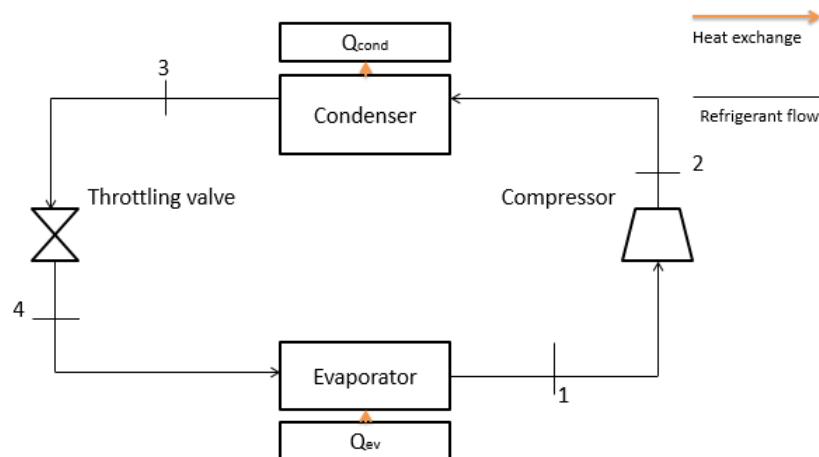 Qcond
Heat exchange
3
Condenser
Refrigerant flow
2
Throttling valve
Compressor
4
Evaporator
1
Qev